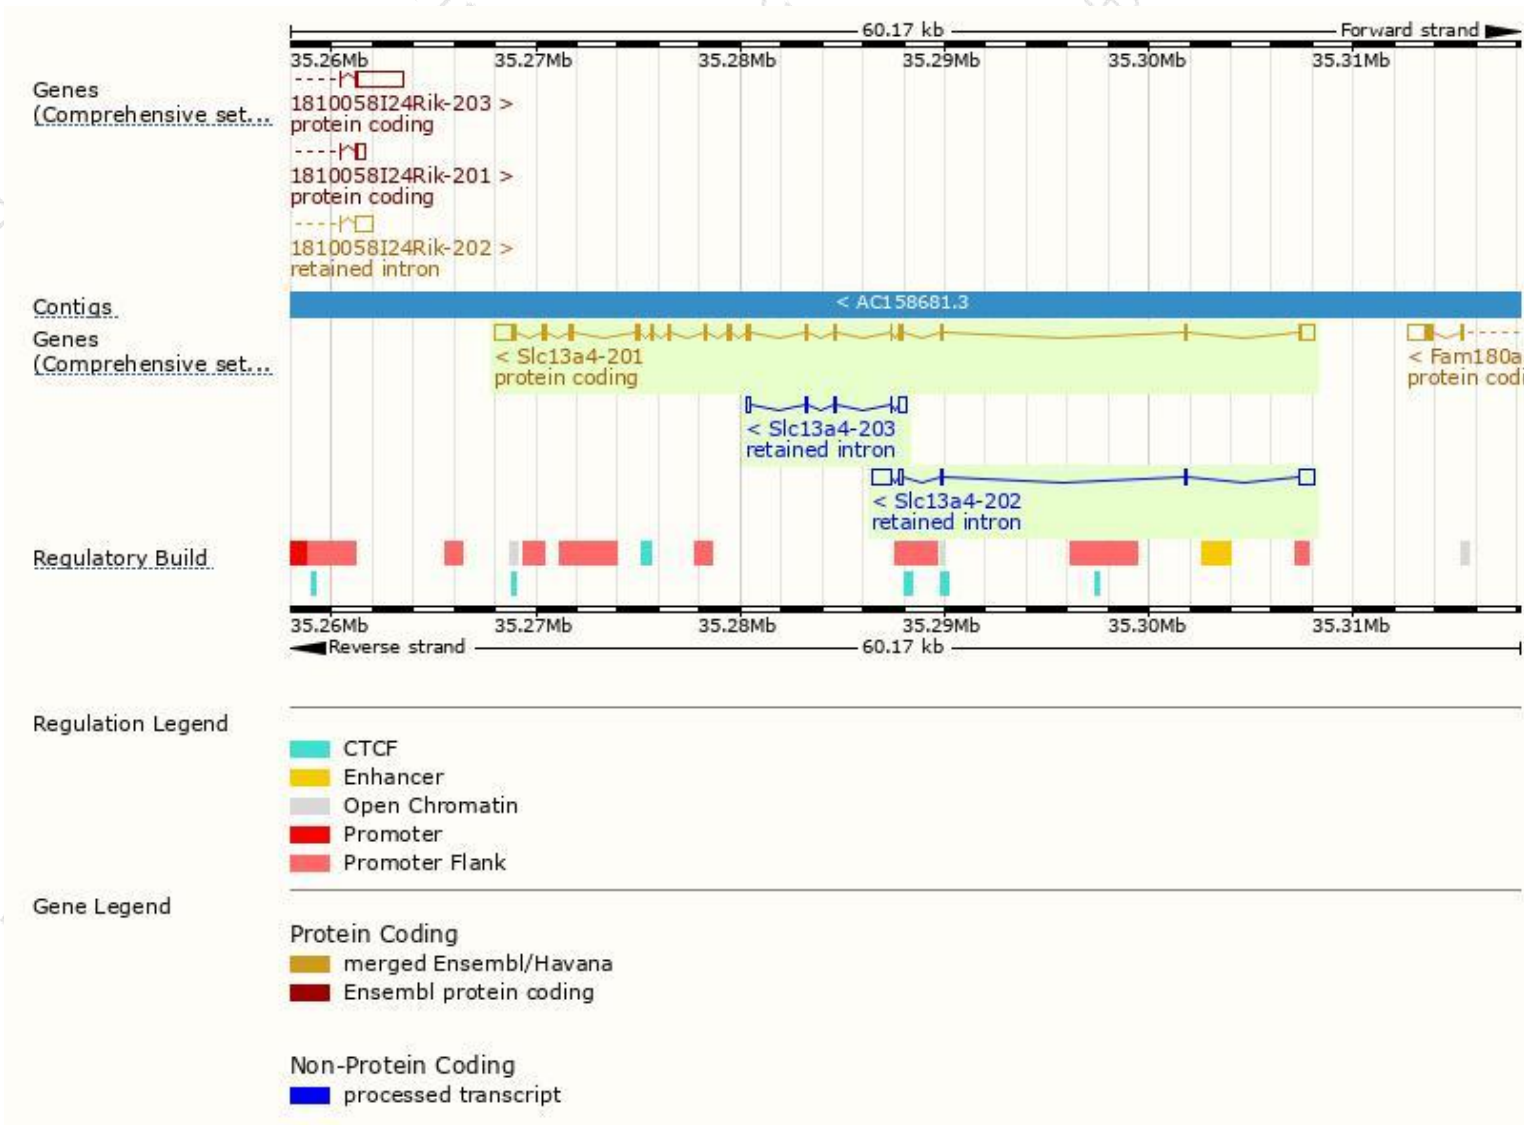 60.17 kb
Forward strand
35.26Mb 35.27Mb 35.28Mb 35.29Mb 35.30Mb 35.31Mb
Genes
(Comprehensive set...
1810058I24Rik-203 >
protein coding
1810058I24Rik-201 >
protein coding
1810058I24Rik-202 >
retained intron
Contigs
< AC158681.3
Genes
(Comprehensive set...
< Slc13a4-201
protein coding
< Fam180a
protein codi
< Slc13a4-203
retained intron
< Slc13a4-202
retained intron
Regulatory Build
35.26Mb 35.27Mb 35.28Mb 35.29Mb 35.30Mb 35.31Mb
Reverse strand
60.17 kb
Regulation Legend
CTCF
Enhancer
Open Chromatin
Promoter
Promoter Flank
Gene Legend
Protein Coding
merged Ensembl/Havana
Ensembl protein coding
Non-Protein Coding
processed transcript